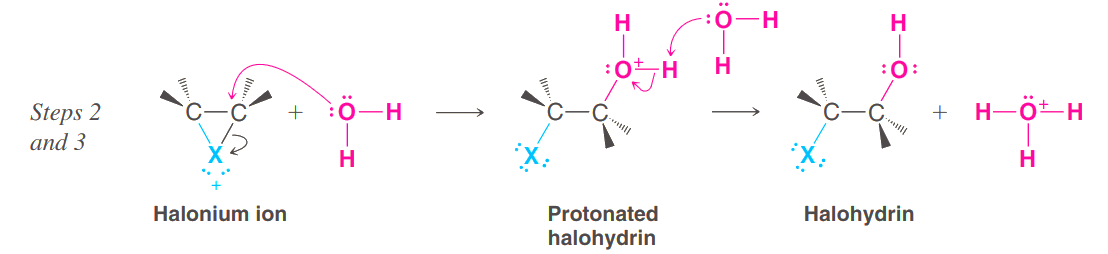 H
:Ö—H
H
H
Steps 2
and 3
C—C
X
+
+
:Ö—H
H
:O+—H
C—C
:X:
C—C
:X:
:O:
H
+
H—Ö+—H
H
Halonium ion
Protonated
halohydrin
Halohydrin